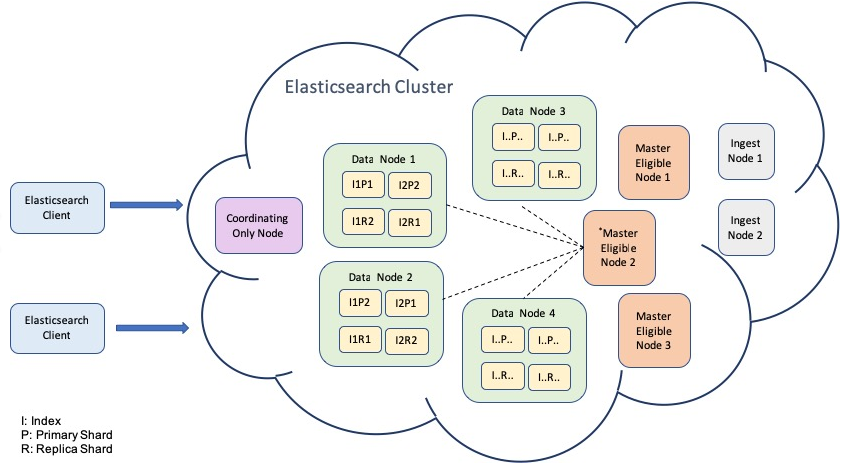 Elasticsearch Cluster
Elasticsearch
Client
Elasticsearch
Client
Coordinating
Only Node
Data Node 1
I1P1 I2P2
I1R2 I2R1
Data Node 2
I1P2 I2P1
I1R1 I2R2
Data Node 3
I..P.. I..P..
I..R.. I..R..
Data Node 4
I..P.. I..P..
I..R.. I..R..
Master
Eligible
Node 1
*Master
Eligible
Node 2
Master
Eligible
Node 3
Ingest
Node 1
Ingest
Node 2
I: Index
P: Primary Shard
R: Replica Shard